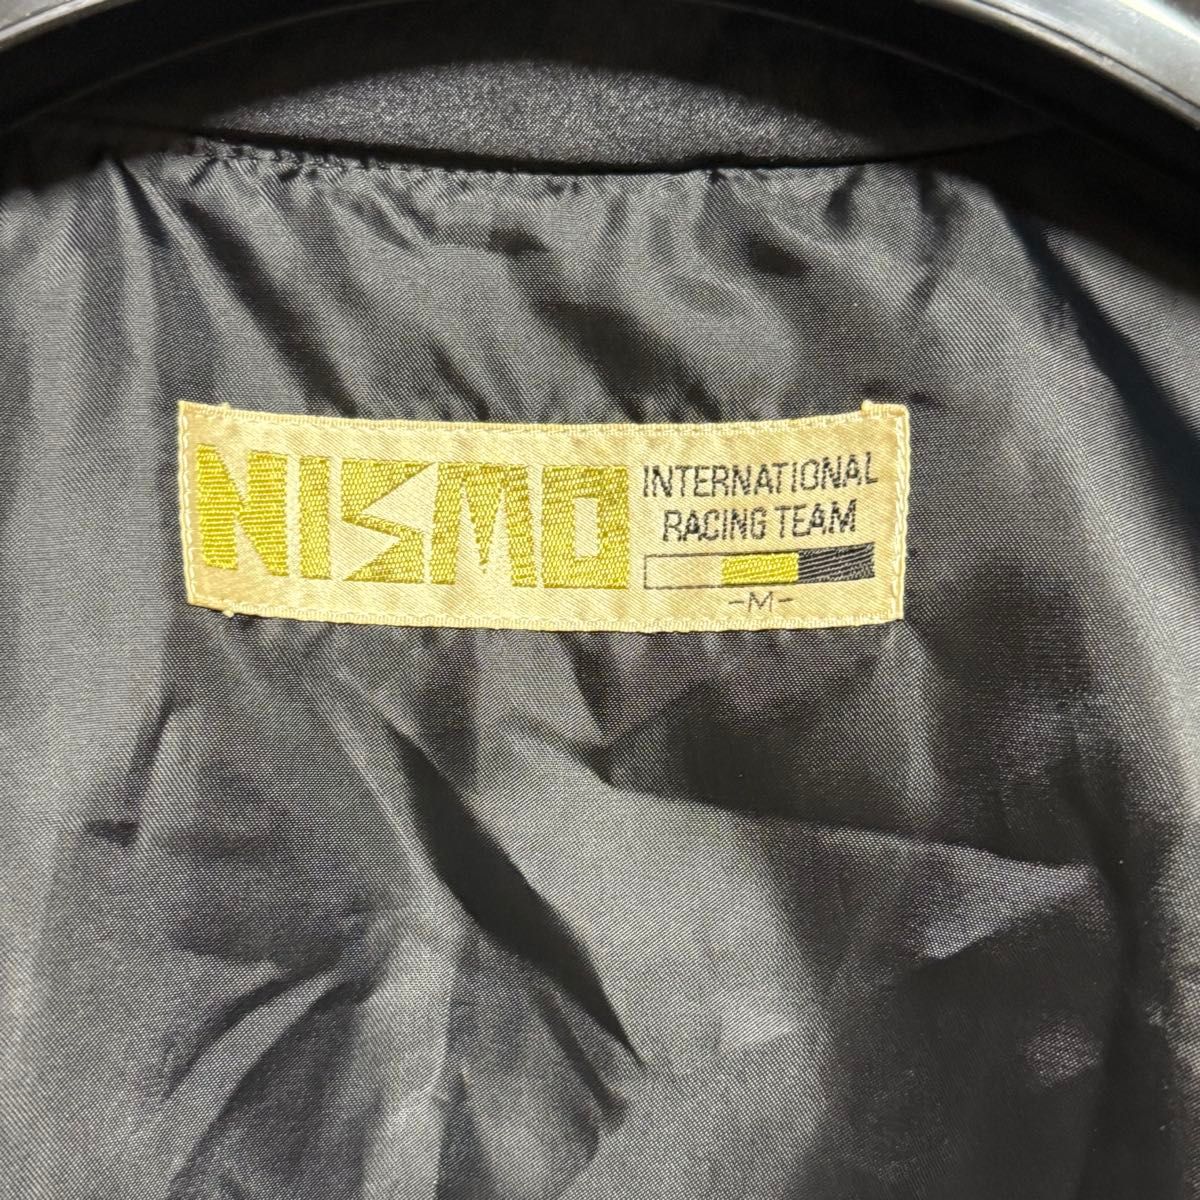 NISMO
INTERNATIONAL
RACING TEAM
-M-